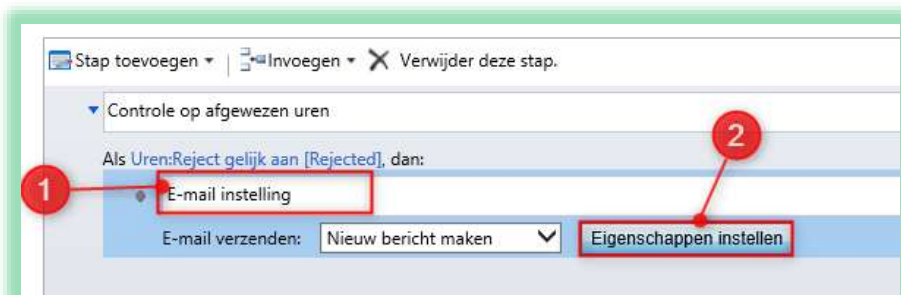 Stap toevoegen Invoegen Verwijder deze stap.
Controle op afgewezen uren
Als Uren:Reject gelijk aan [Rejected], dan:
2
1
E-mail instelling
E-mail verzenden: Nieuw bericht maken Eigenschappen instellen